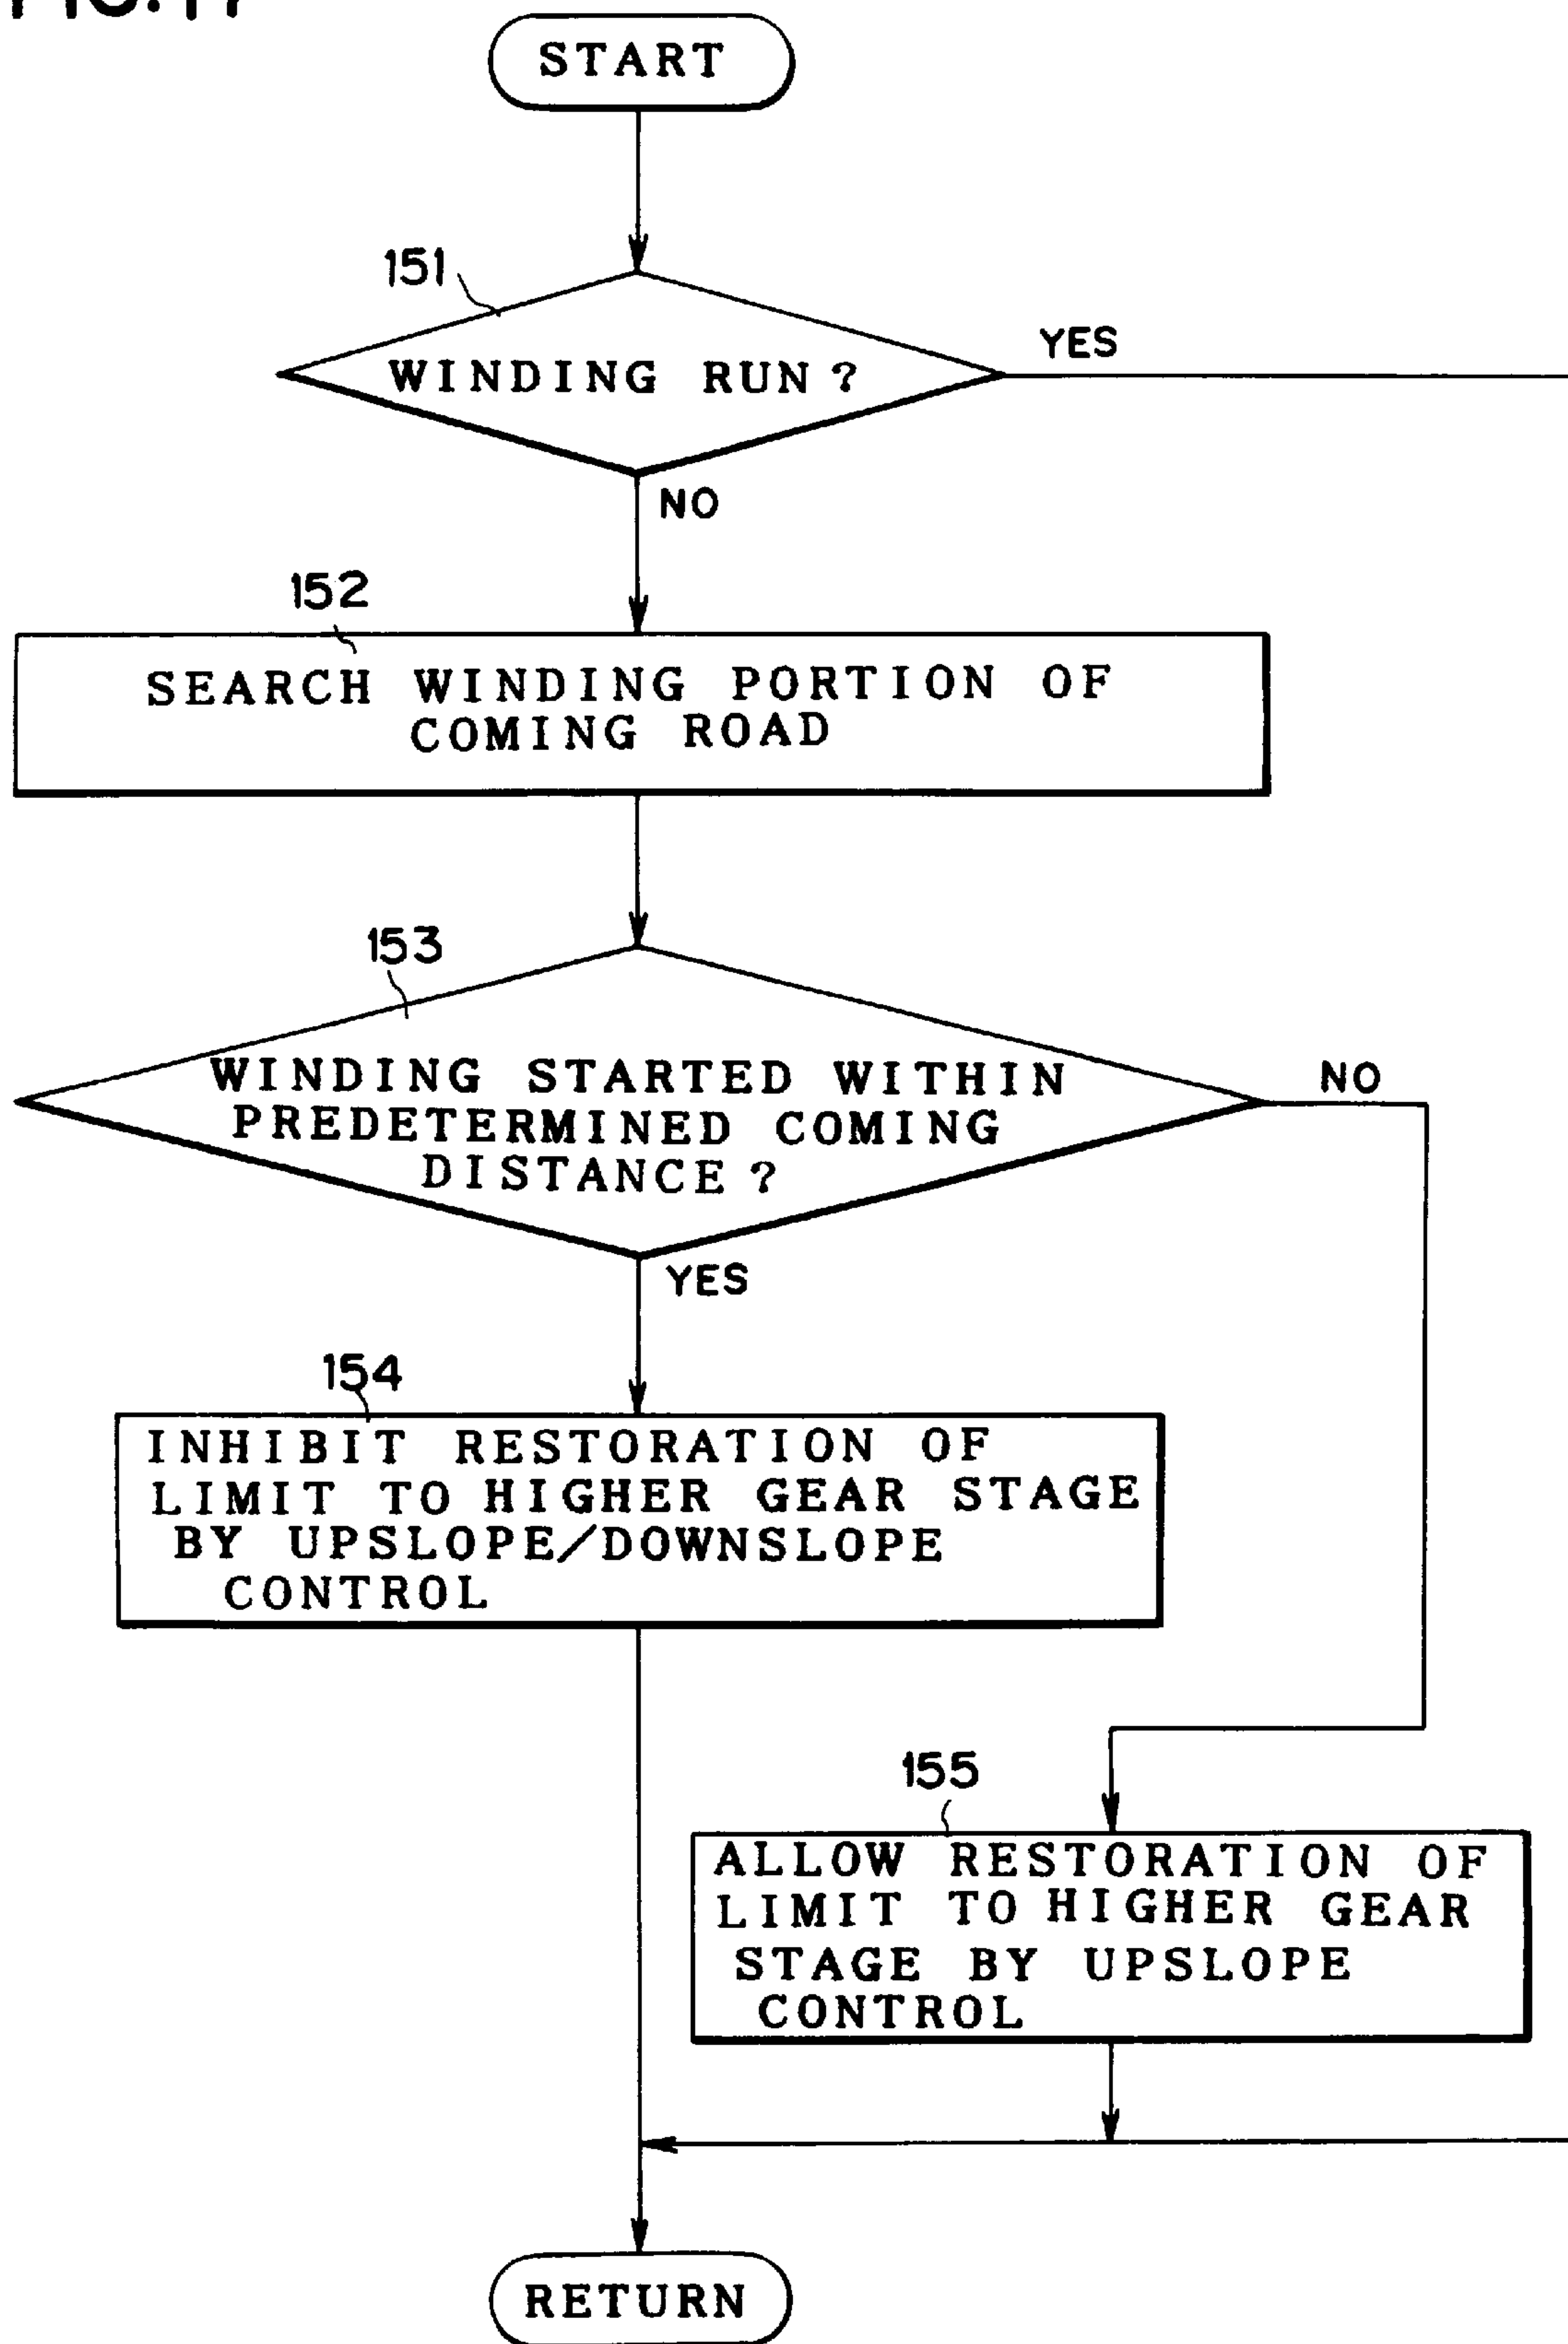 START
151
YES
WINDING RUN?
NO
152
SEARCH WINDING PORTION OF
COMING ROAD
153
WINDING STARTED WITHIN
NO
PREDETERMINED COMING
DISTANCE?
YES
154
INHIBIT RESTORATION OF
LIMIT TO HIGHER GEAR STAGE
BY UPSLOPE/DOWNSLOPE
CONTROL
155
ALLOW RESTORATION OF
LIMIT TO HIGHER GEAR
STAGE BY UPSLOPE
CONTROL
RETURN